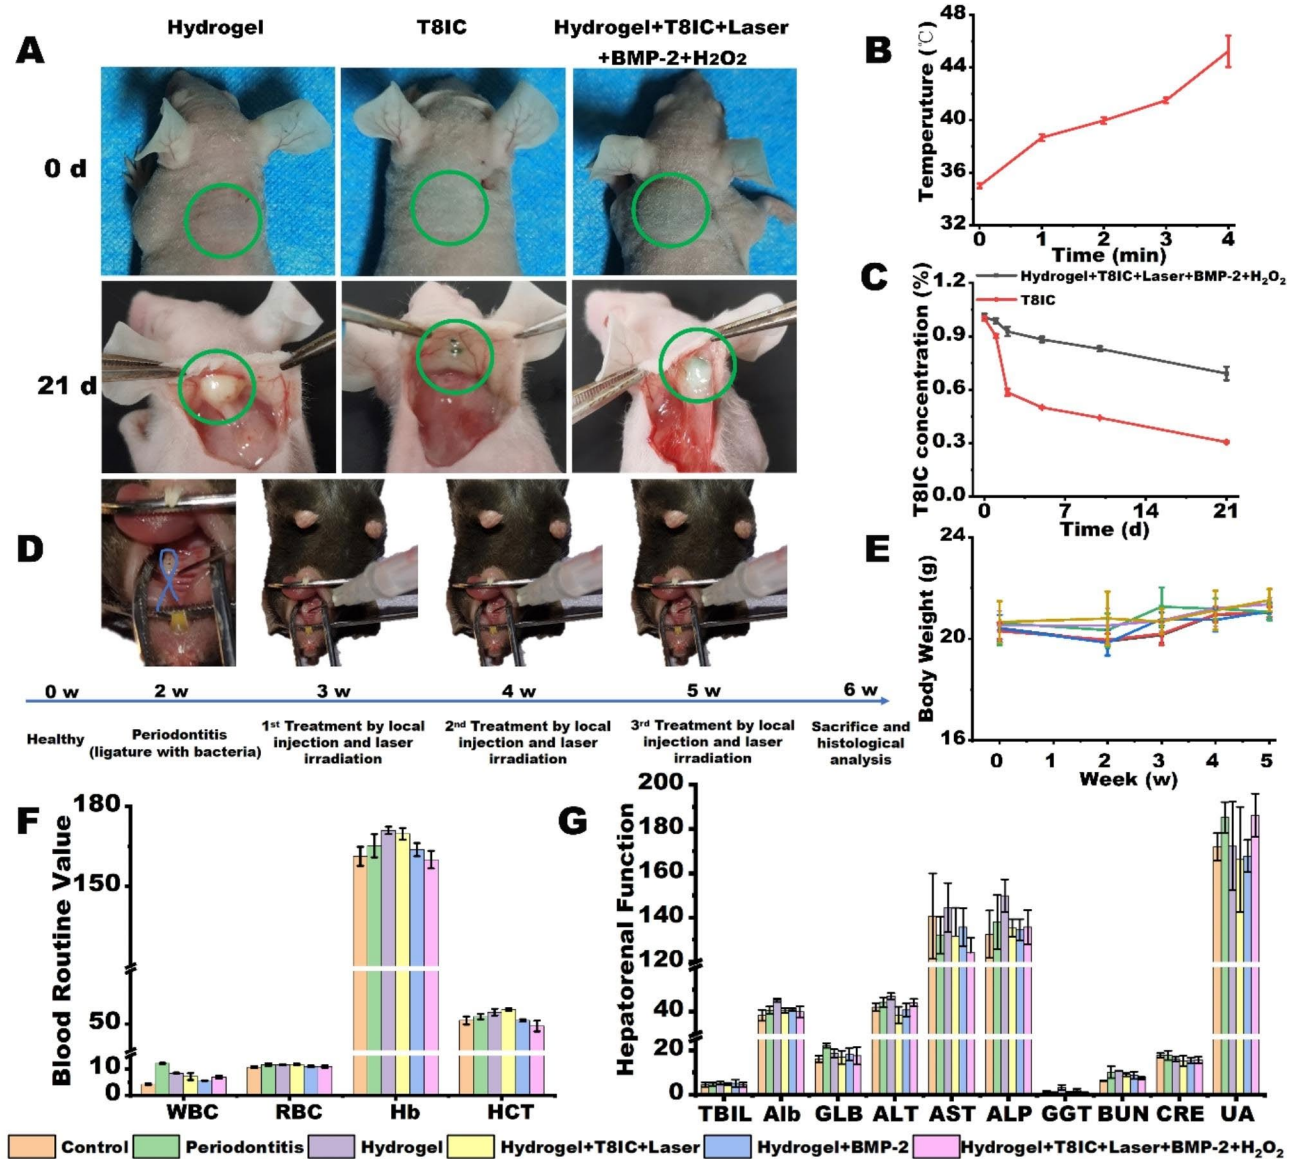 A
Hydrogel
T8IC
Hydrogel+T8IC+Laser
+BMP-2+H₂O₂
0 d
21 d
B
Temperuture (℃)
48
44
40
36
32
0 1 2 3 4
Time (min)
C
T8IC concentration (%)
Hydrogel+T8IC+Laser+BMP-2+H₂O₂
T8IC
1.2
0.9
0.6
0.3
0.0
0 7 14 21
Time (d)
D
0 w 2 w 3 w 4 w 5 w 6 w
Healthy
Periodontitis
(ligature with bacteria)
1st Treatment by local
injection and laser
irradiation
2nd Treatment by local
injection and laser
irradiation
3rd Treatment by local
injection and laser
irradiation
Sacrifice and
histological
analysis
E
Body Weight (g)
24
20
16
0 1 2 3 4 5
Week (w)
F
Blood Routine Value
180
150
50
10
0
WBC RBC Hb HCT
G
Hepatorenal Function
200
180
160
140
120
40
20
0
TBIL Alb GLB ALT AST ALP GGT BUN CRE UA
Control Periodontitis Hydrogel Hydrogel+T8IC+Laser Hydrogel+BMP-2 Hydrogel+T8IC+Laser+BMP-2+H₂O₂